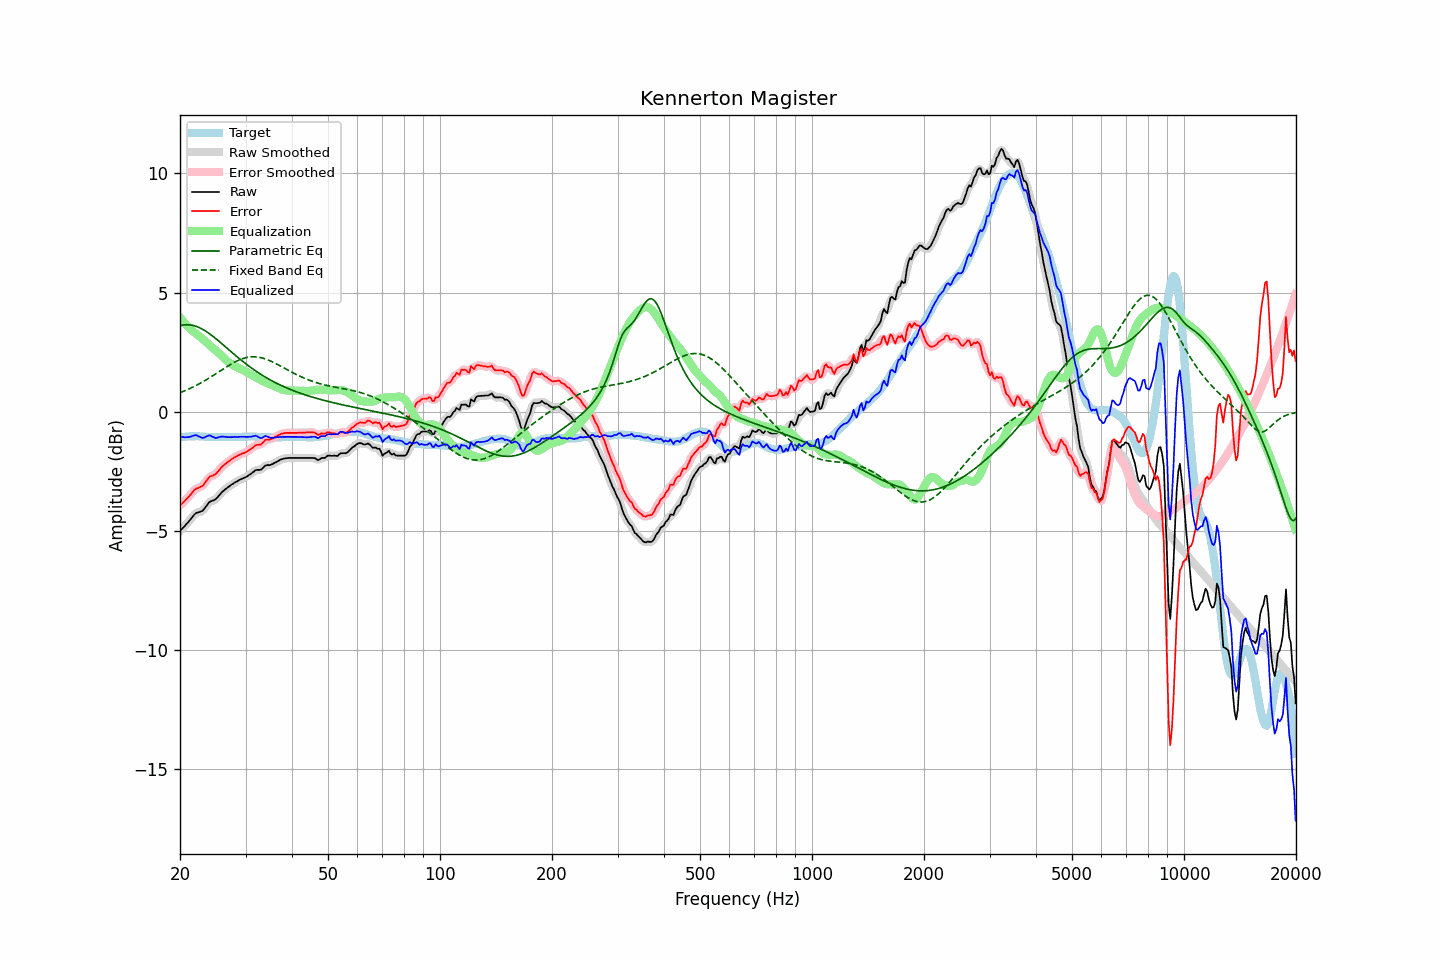 Kennerton Magister
Target
Raw Smoothed
Error Smoothed
Raw
Error
Equalization
Parametric Eq
Fixed Band Eq
Equalized
10
5
0
−5
−10
−15
Amplitude (dBr)
20 50 100 200 500 1000 2000 5000 10000 20000
Frequency (Hz)